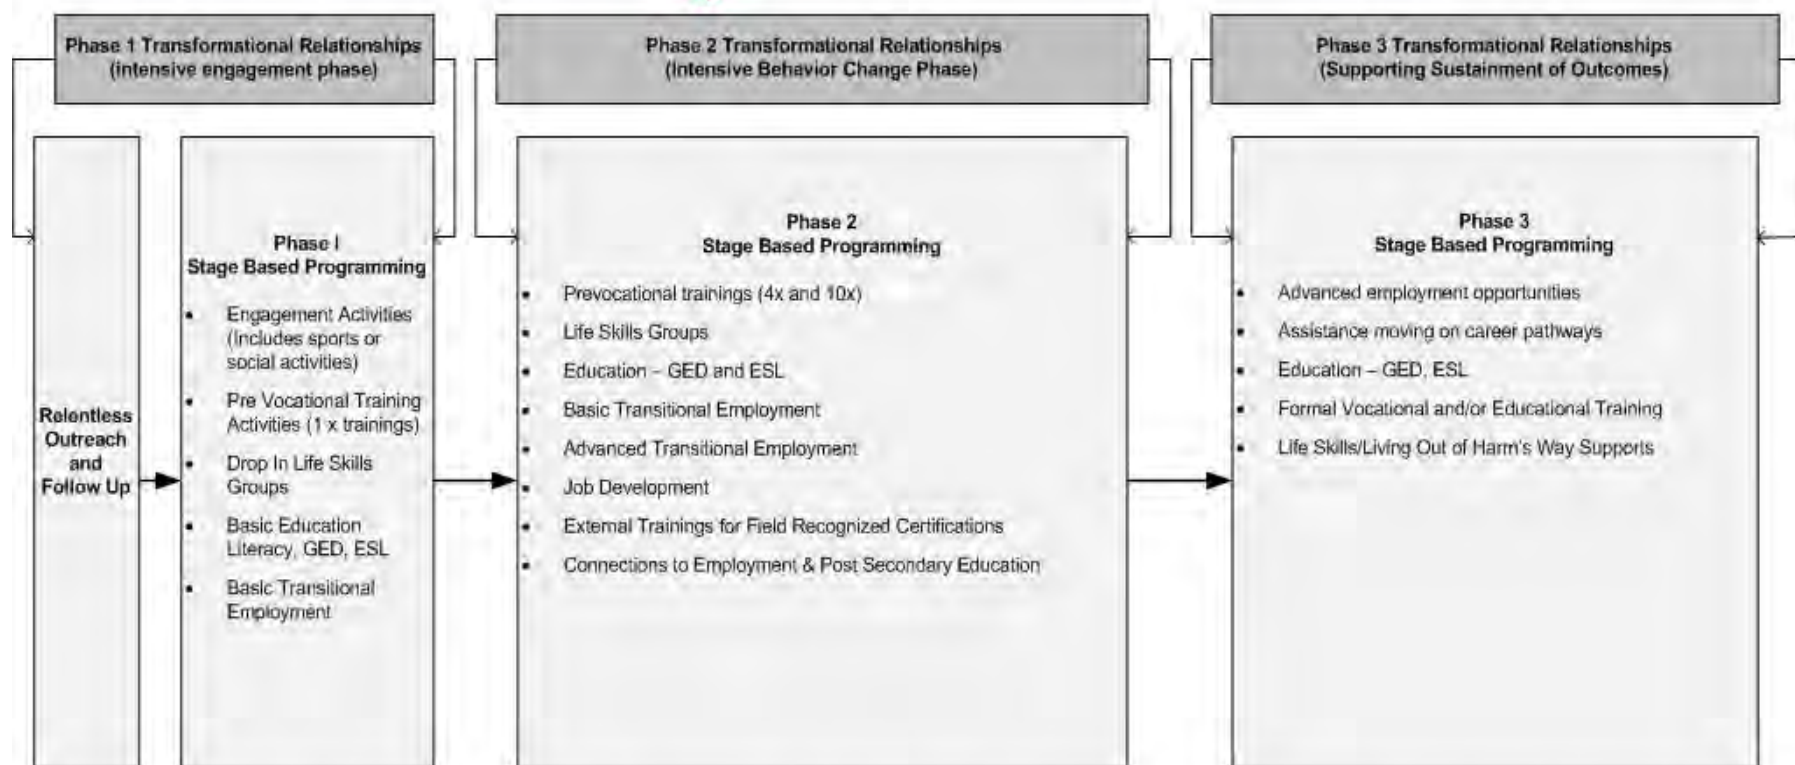 Phase 1 Transformational Relationships
(intensive engagement phase)
Phase 2 Transformational Relationships
(Intensive Behavior Change Phase)
Phase 3 Transformational Relationships
(Supporting Sustainment of Outcomes)
Relentless
Outreach
and
Follow Up
Phase I
Stage Based Programming
• Engagement Activities
(Includes sports or
social activities)
• Pre Vocational Training
Activities (1 x trainings)
• Drop In Life Skills
Groups
• Basic Education
Literacy, GED, ESL
• Basic Transitional
Employment
Phase 2
Stage Based Programming
• Prevocational trainings (4x and 10x)
• Life Skills Groups
• Education – GED and ESL
• Basic Transitional Employment
• Advanced Transitional Employment
• Job Development
• External Trainings for Field Recognized Certifications
• Connections to Employment & Post Secondary Education
Phase 3
Stage Based Programming
• Advanced employment opportunities
• Assistance moving on career pathways
• Education – GED, ESL
• Formal Vocational and/or Educational Training
• Life Skills/Living Out of Harm's Way Supports